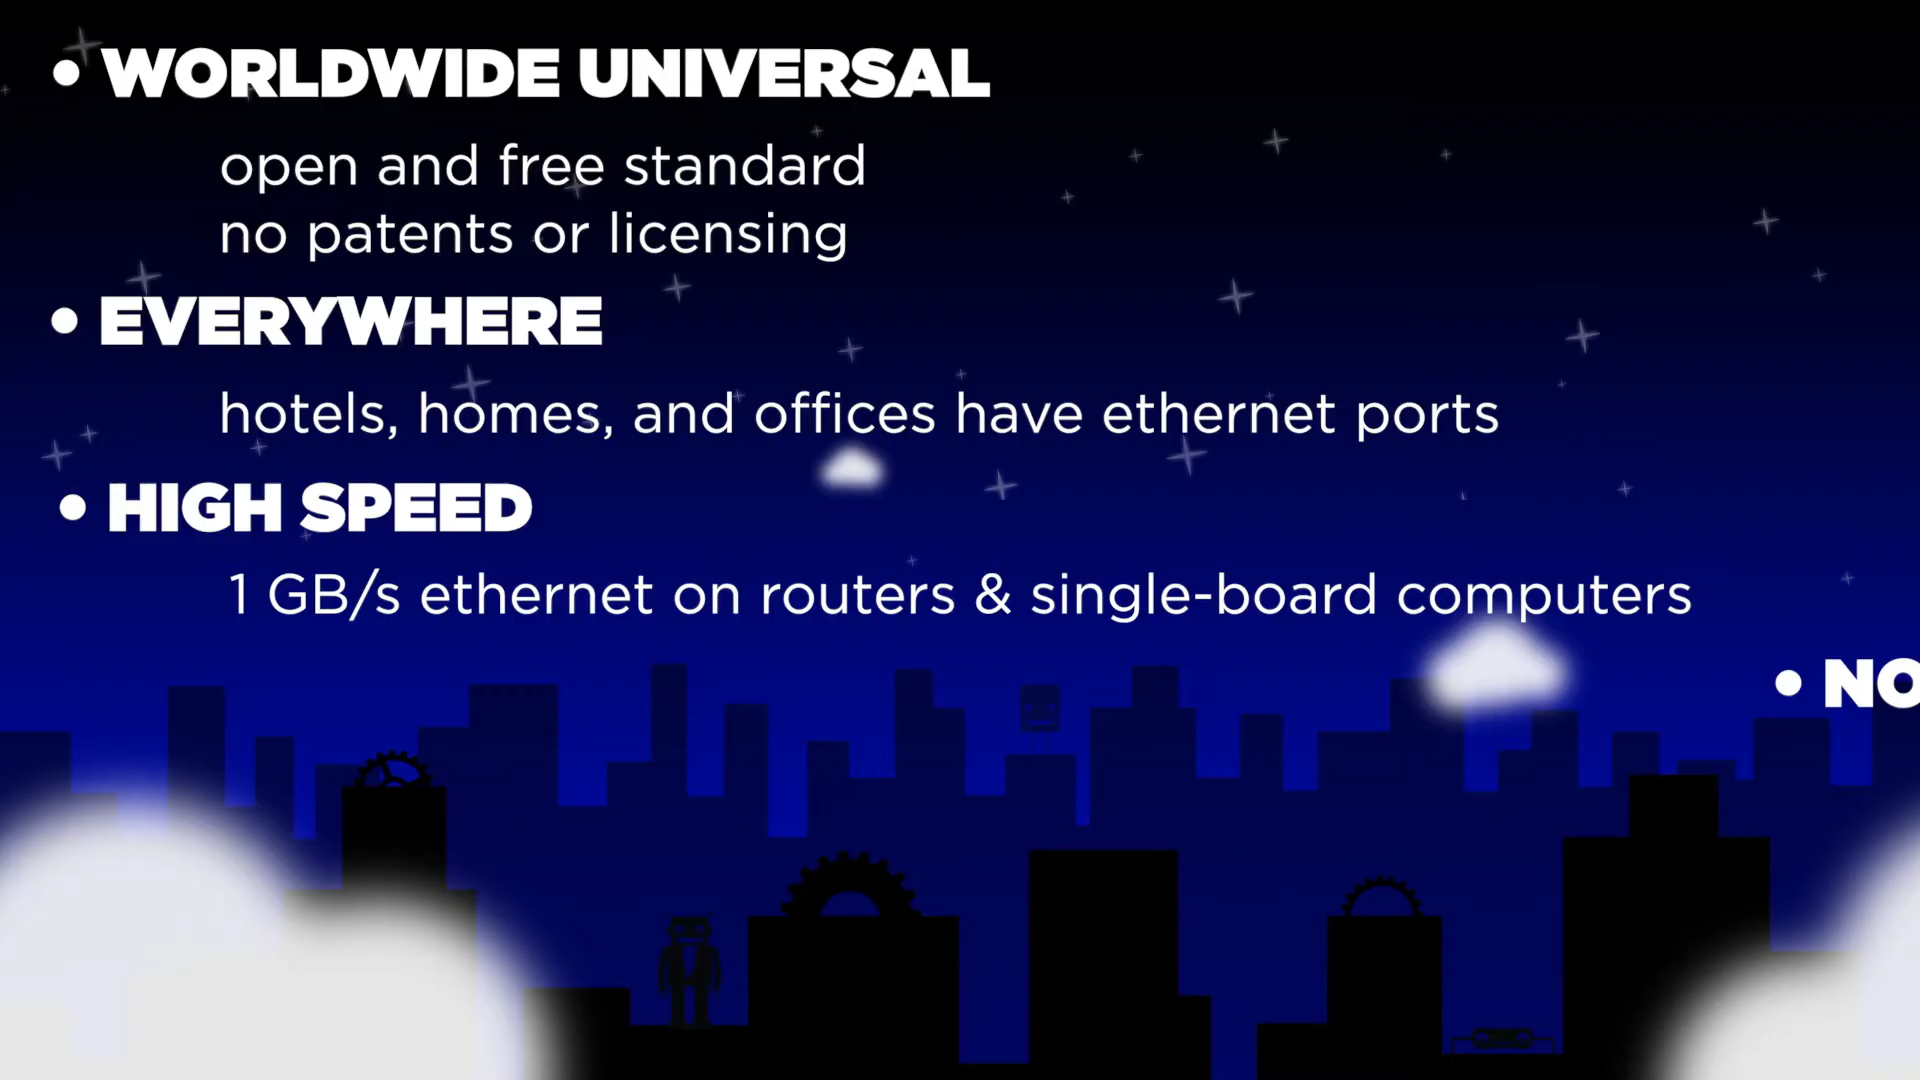 • WORLDWIDE UNIVERSAL
open and free standard
no patents or licensing
• EVERYWHERE
hotels, homes, and offices have ethernet ports
• HIGH SPEED
1 GB/s ethernet on routers & single-board computers
• NO